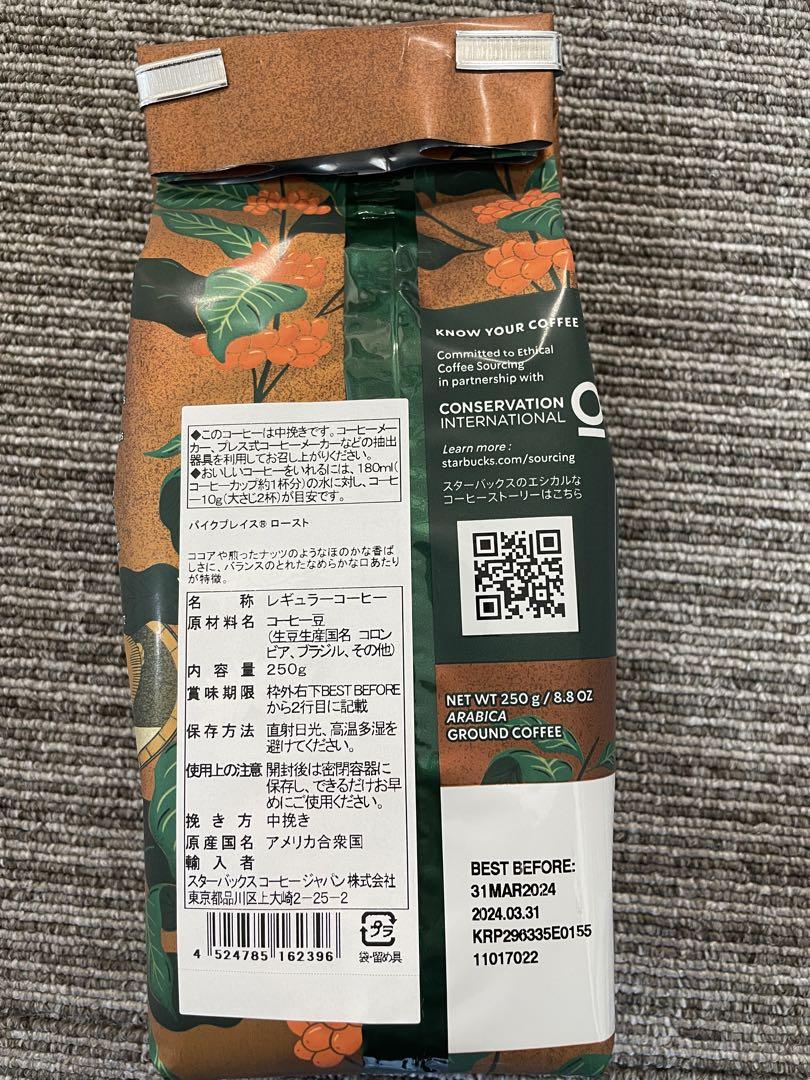 KNOW YOUR COFFEE
Committed to Ethical
Coffee Sourcing
in partnership with
CONSERVATION
INTERNATIONAL
Learn more :
starbucks.com/sourcing
スターバックスのエシカルな
コーヒーストーリーはこちら
◆このコーヒーは中挽きです。コーヒーメー
カー、プレス式コーヒーメーカーなどの抽出
器具を利用してお召し上がりください。
◆おいしいコーヒーをいれるには、180ml(
コーヒーカップ約1杯分)の水に対し、コーヒ
ー10g(大さじ2杯)が目安です。
パイクプレイス® ロースト
ココアや煎ったナッツのようなほのかな香ば
しさに、バランスのとれたなめらかな口あたり
が特徴。
名 称 レギュラーコーヒー
原材料名 コーヒー豆
(生豆生産国名 コロン
ビア、ブラジル、その他)
内容量 250g
賞味期限 枠外右下BEST BEFORE
から2行目に記載
保存方法 直射日光、高温多湿を
避けてください。
使用上の注意 開封後は密閉容器に
保存し、できるだけお早
めにご使用ください。
挽き方 中挽き
原産国名 アメリカ合衆国
輸入者
スターバックス コーヒー ジャパン 株式会社
東京都品川区上大崎2-25-2
4 524785 162396
プラ
袋・留め具
NET WT 250 g / 8.8 OZ
ARABICA
GROUND COFFEE
BEST BEFORE:
31MAR2024
2024.03.31
KRP296335E0155
11017022